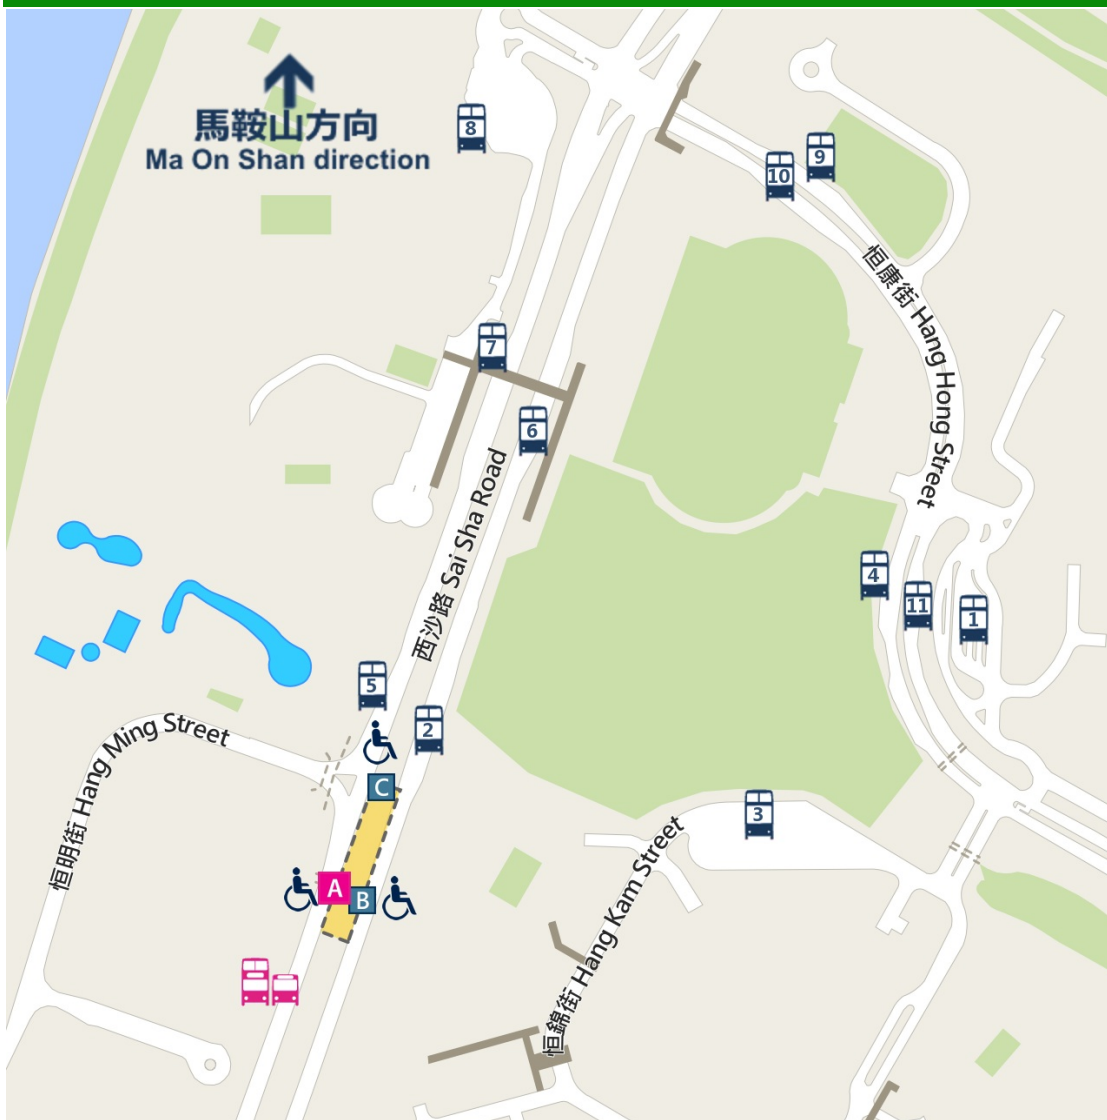 馬鞍山方向
Ma On Shan direction
8
9
10
恒康街 Hang Hong Street
7
6
西沙路 Sai Sha Road
4
11
1
5
2
C
恒明街 Hang Ming Street
3
A
B
恒錦街 Hang Kam Street